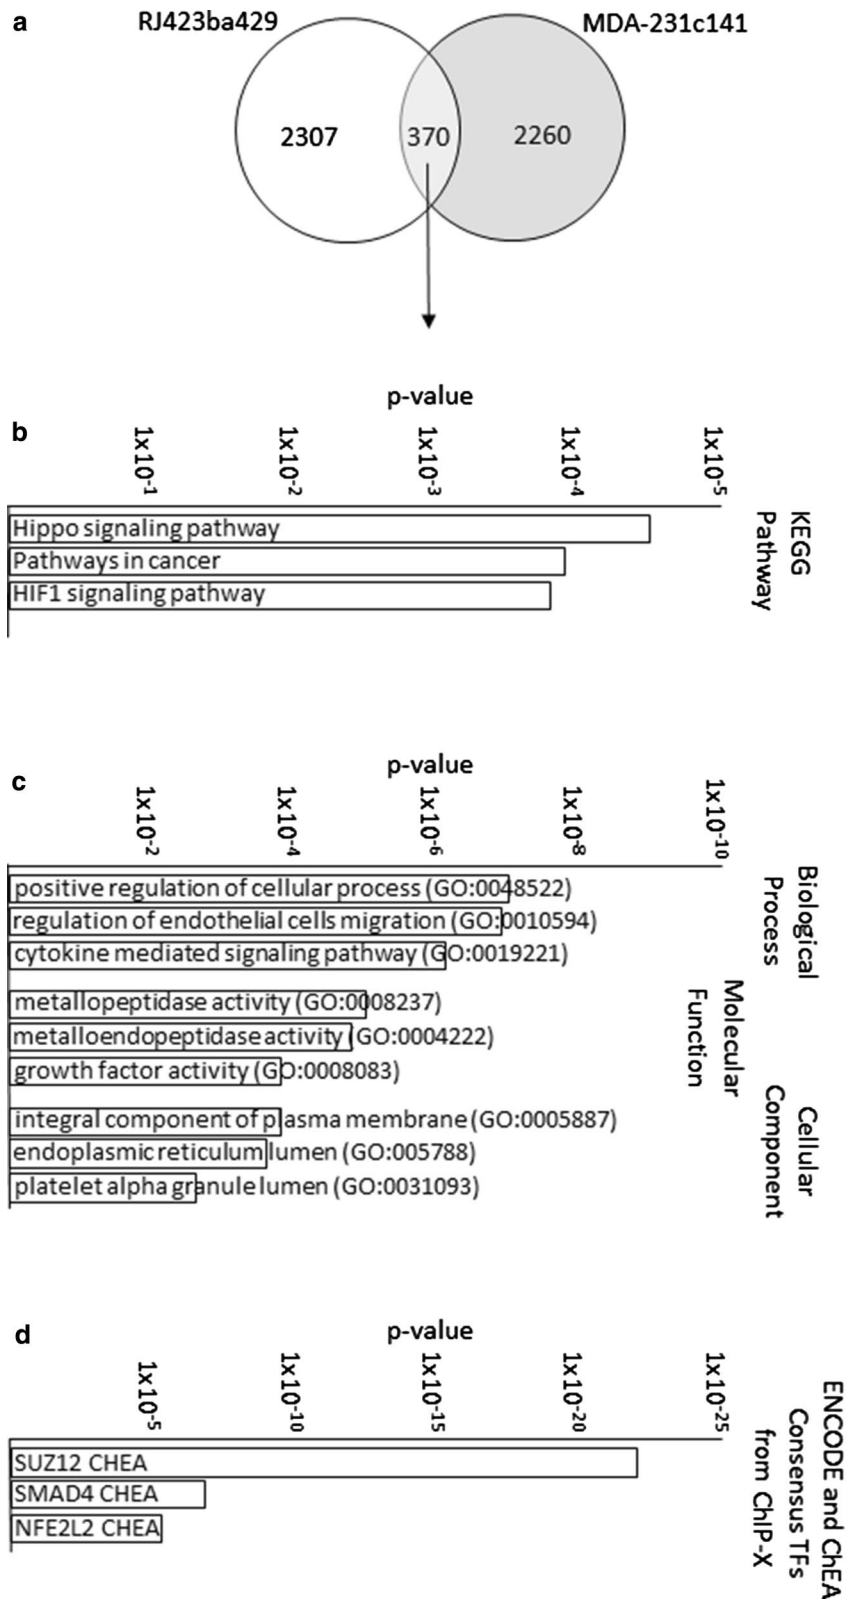 a
RJ423ba429
MDA-231c141
2307
370
2260
b
p-value
1x10-1
1x10-2
1x10-3
1x10-4
1x10-5
KEGG
Pathway
Hippo signaling pathway
Pathways in cancer
HIF1 signaling pathway
c
p-value
1x10-2
1x10-4
1x10-6
1x10-8
1x10-10
Biological
Process
positive regulation of cellular process (GO:0048522)
regulation of endothelial cells migration (GO:0010594)
cytokine mediated signaling pathway (GO:0019221)
Molecular
Function
metallopeptidase activity (GO:0008237)
metalloendopeptidase activity (GO:0004222)
growth factor activity (GO:0008083)
Cellular
Component
integral component of plasma membrane (GO:0005887)
endoplasmic reticulum lumen (GO:005788)
platelet alpha granule lumen (GO:0031093)
d
p-value
1x10-5
1x10-10
1x10-15
1x10-20
1x10-25
ENCODE and ChEA
Consensus TFs
from ChIP-X
SUZ12 CHEA
SMAD4 CHEA
NFE2L2 CHEA